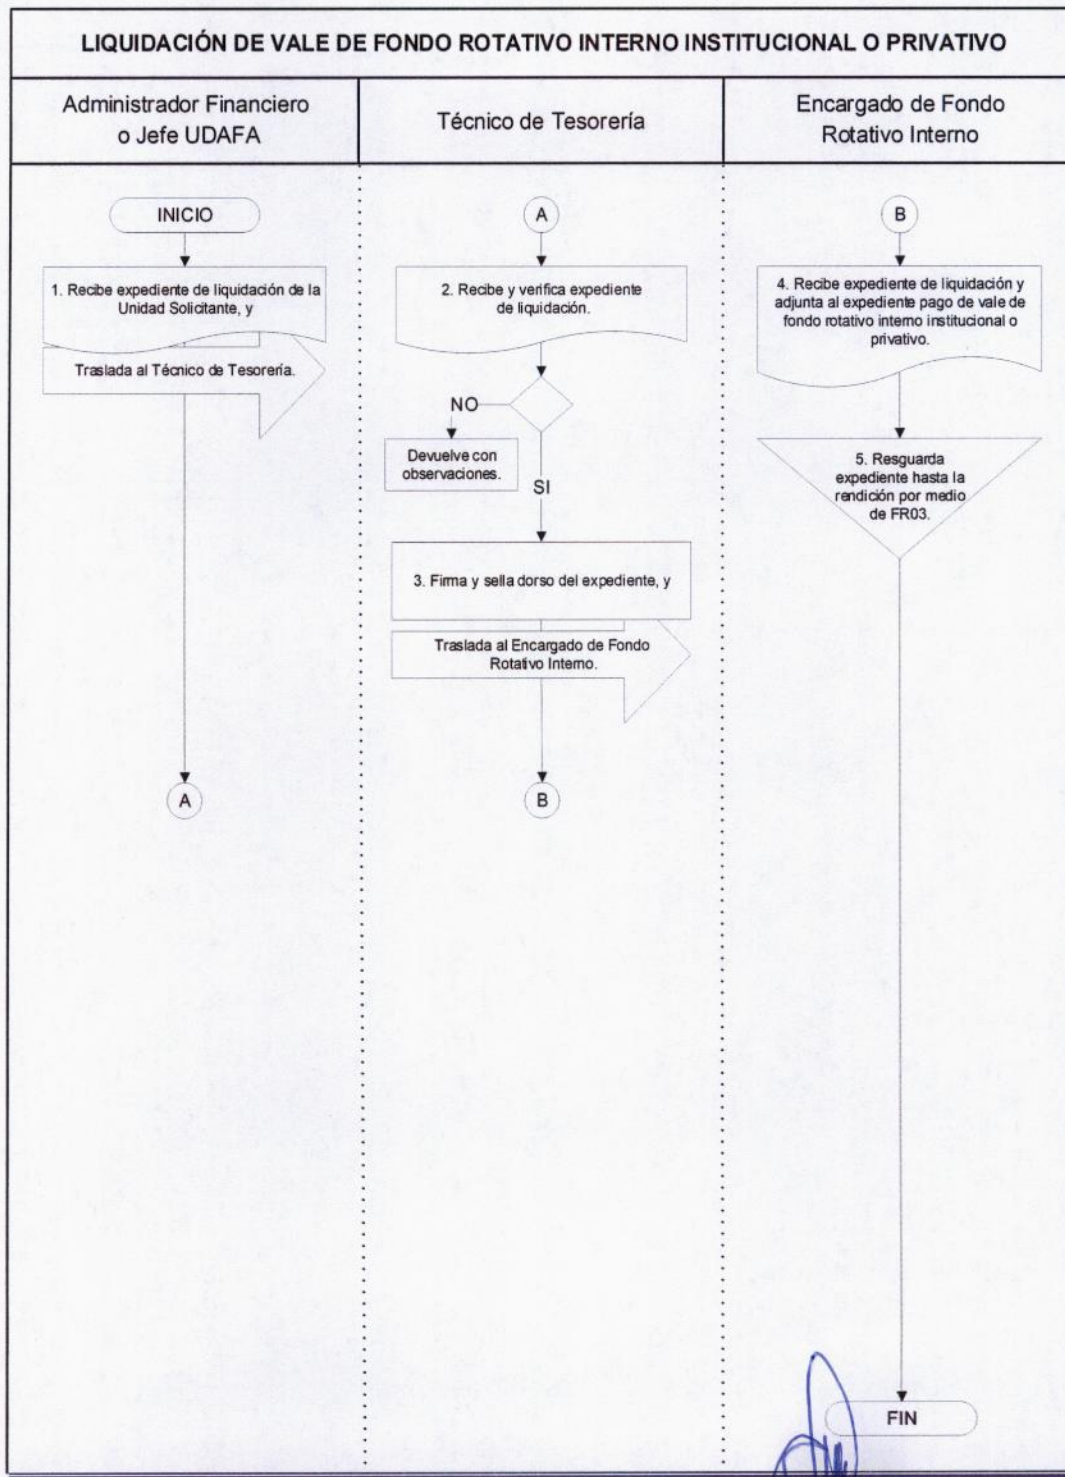 LIQUIDACIÓN DE VALE DE FONDO ROTATIVO INTERNO INSTITUCIONAL O PRIVATIVO
Administrador Financiero
o Jefe UDAFA
Técnico de Tesorería
Encargado de Fondo
Rotativo Interno
INICIO
1. Recibe expediente de liquidación de la
Unidad Solicitante, y
Traslada al Técnico de Tesorería.
A
A
2. Recibe y verifica expediente
de liquidación.
NO
Devuelve con
observaciones.
SI
3. Firma y sella dorso del expediente, y
Traslada al Encargado de Fondo
Rotativo Interno.
B
B
4. Recibe expediente de liquidación y
adjunta al expediente pago de vale de
fondo rotativo interno institucional o
privativo.
5. Resguarda
expediente hasta la
rendición por medio
de FR03.
FIN